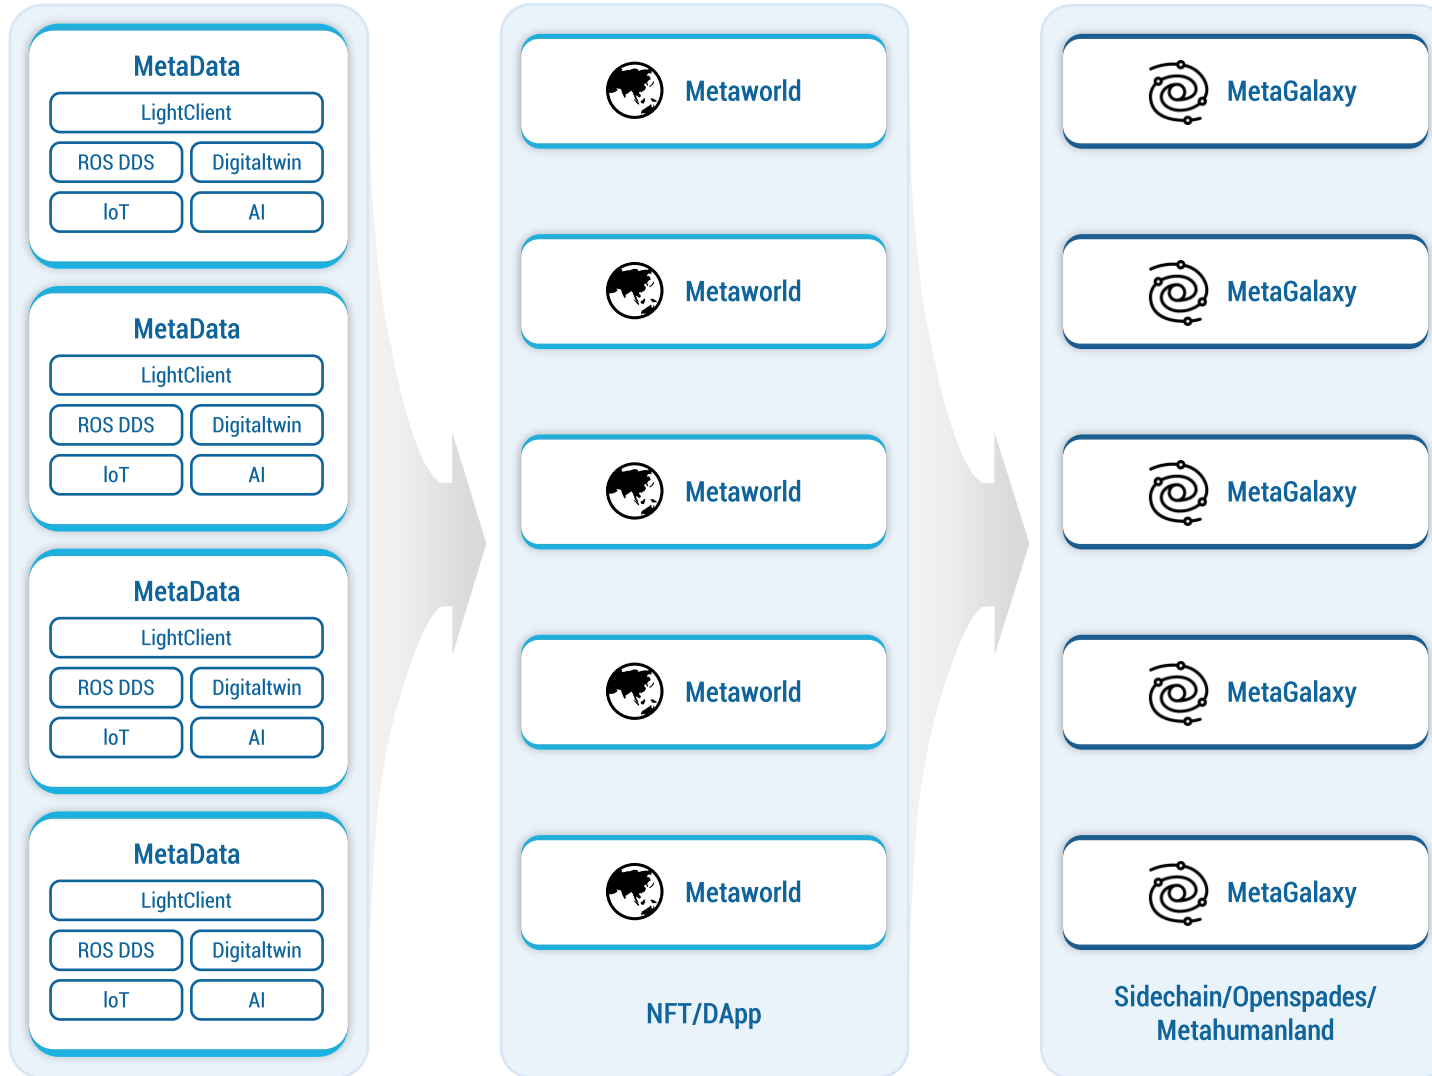 MetaData
LightClient
ROS DDS
Digitaltwin
IoT
AI
MetaData
LightClient
ROS DDS
Digitaltwin
IoT
AI
MetaData
LightClient
ROS DDS
Digitaltwin
IoT
AI
MetaData
LightClient
ROS DDS
Digitaltwin
IoT
AI
Metaworld
Metaworld
Metaworld
Metaworld
Metaworld
NFT/DApp
MetaGalaxy
MetaGalaxy
MetaGalaxy
MetaGalaxy
MetaGalaxy
Sidechain/Openspades/
Metahumanland